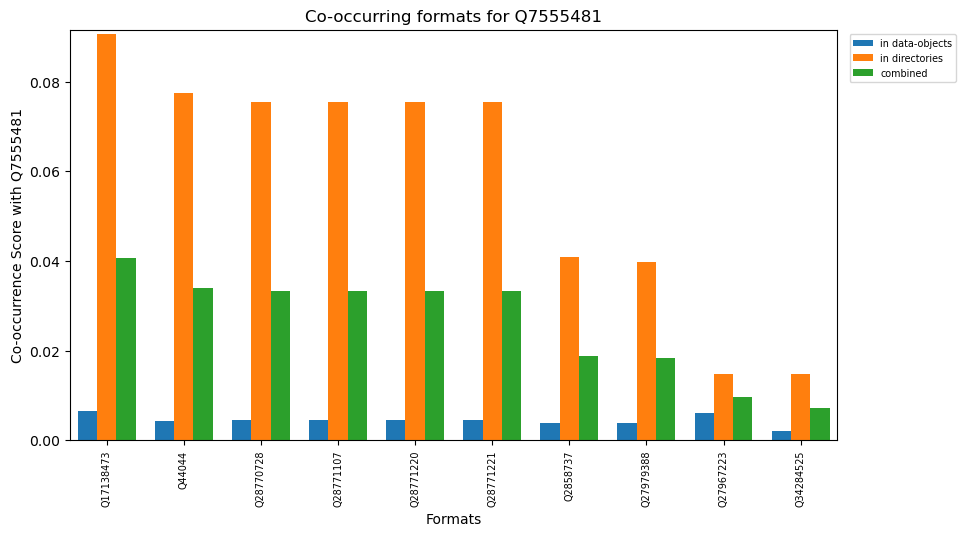 Co-occurring formats for Q7555481
in data-objects
in directories
combined
Co-occurrence Score with Q7555481
0.08
0.06
0.04
0.02
0.00
Q17138473
Q44044
Q28770728
Q28771107
Q28771220
Q28771221
Q2858737
Q27979388
Q27967223
Q34284525
Formats